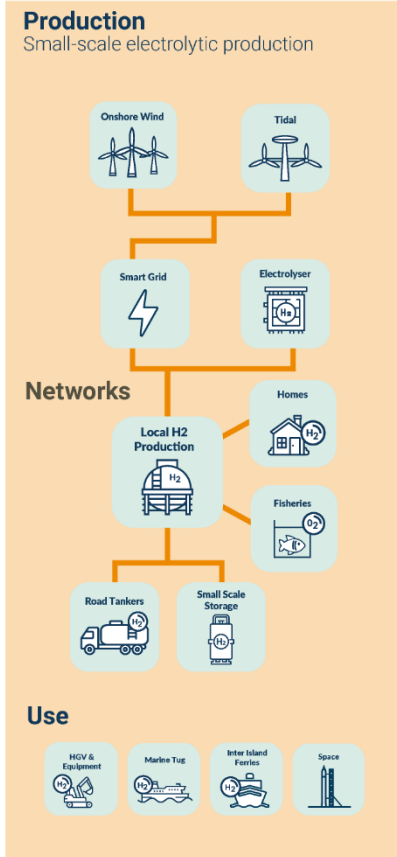 Production
Small-scale electrolytic production
Onshore Wind
Tidal
Smart Grid
Electrolyser
H2
Networks
Homes
H2
Local H2
Production
H2
Fisheries
O2
Road Tankers
H2
Small Scale
Storage
H2
Use
HGV &
Equipment
H2
Marine Tug
H2
Inter Island
Ferries
H2
Space